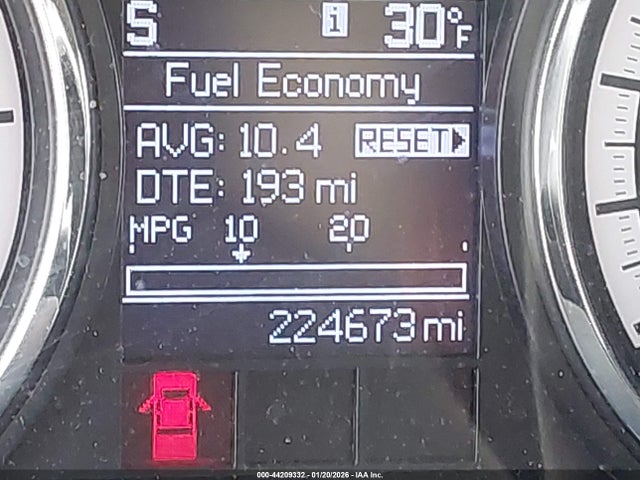 S i 30°F
Fuel Economy
AVG: 10.4 RESET
DTE: 193 mi
MPG 10 20
224673 mi
000-44209332 - 01/20/2026 - IAA Inc.